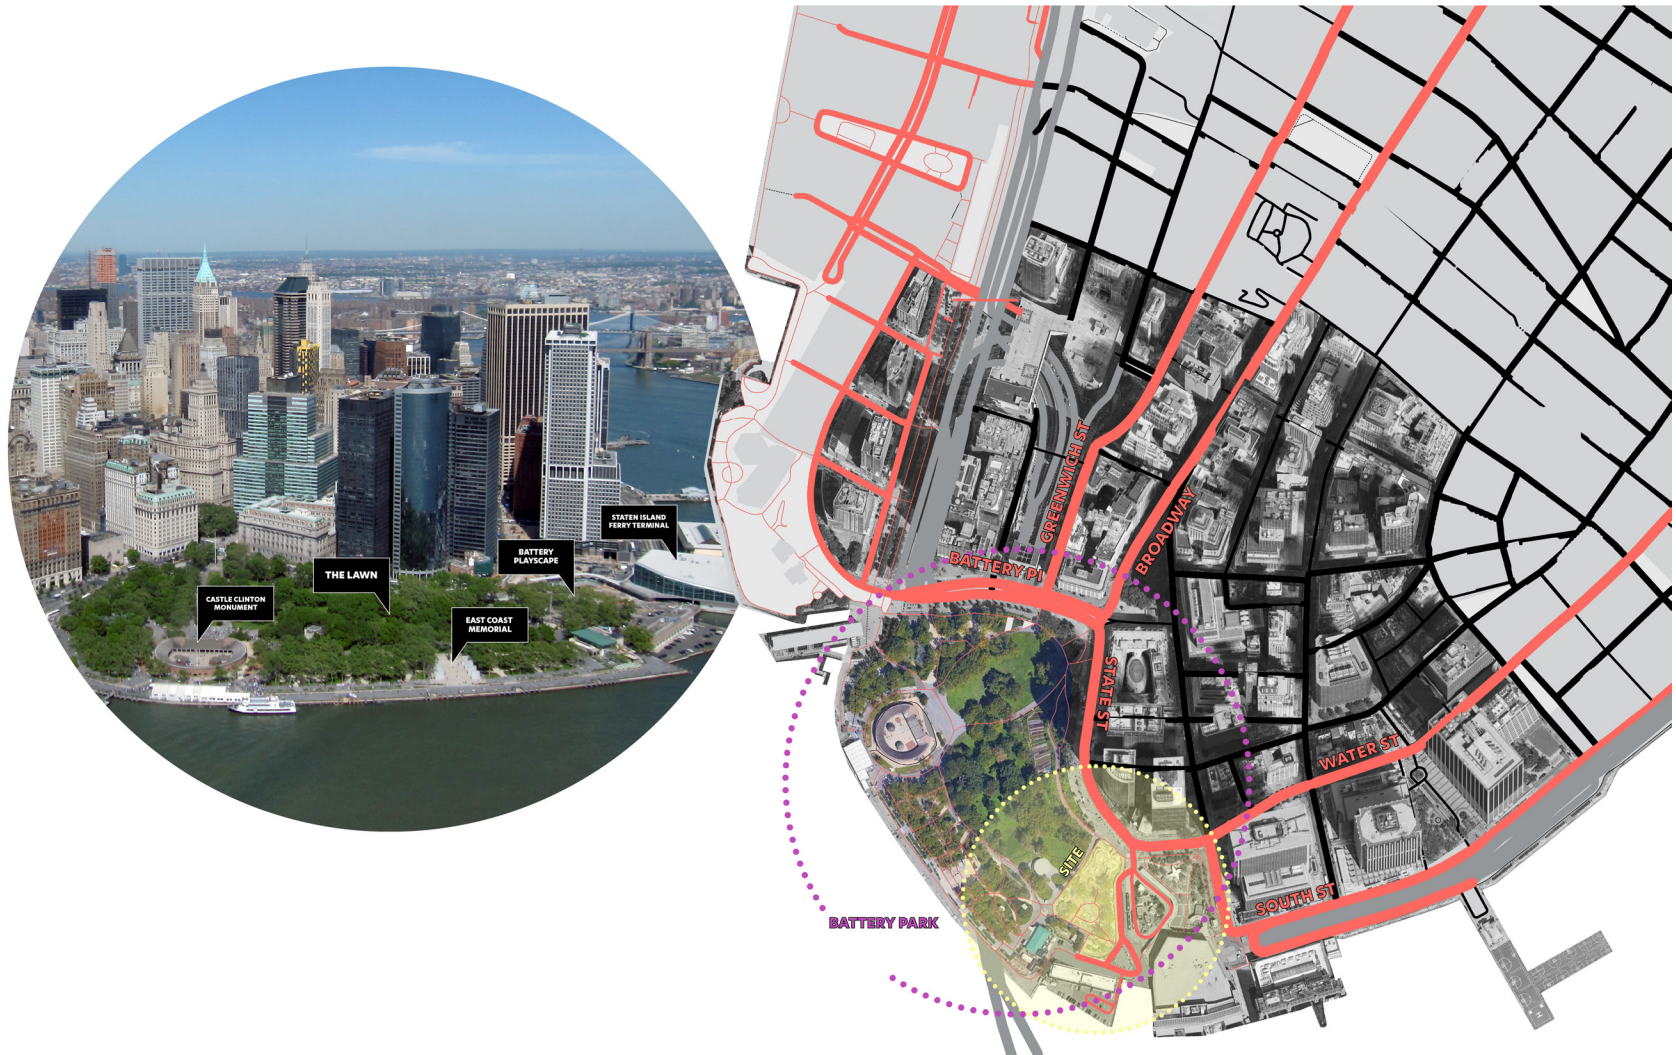 STATEN ISLAND
FERRY TERMINAL
BATTERY
PLAYSCAPE
THE LAWN
CASTLE CLINTON
MONUMENT
EAST COAST
MEMORIAL
GREENWICH ST
BROADWAY
BATTERY Pl
STATE ST
WATER ST
SITE
SOUTH ST
BATTERY PARK